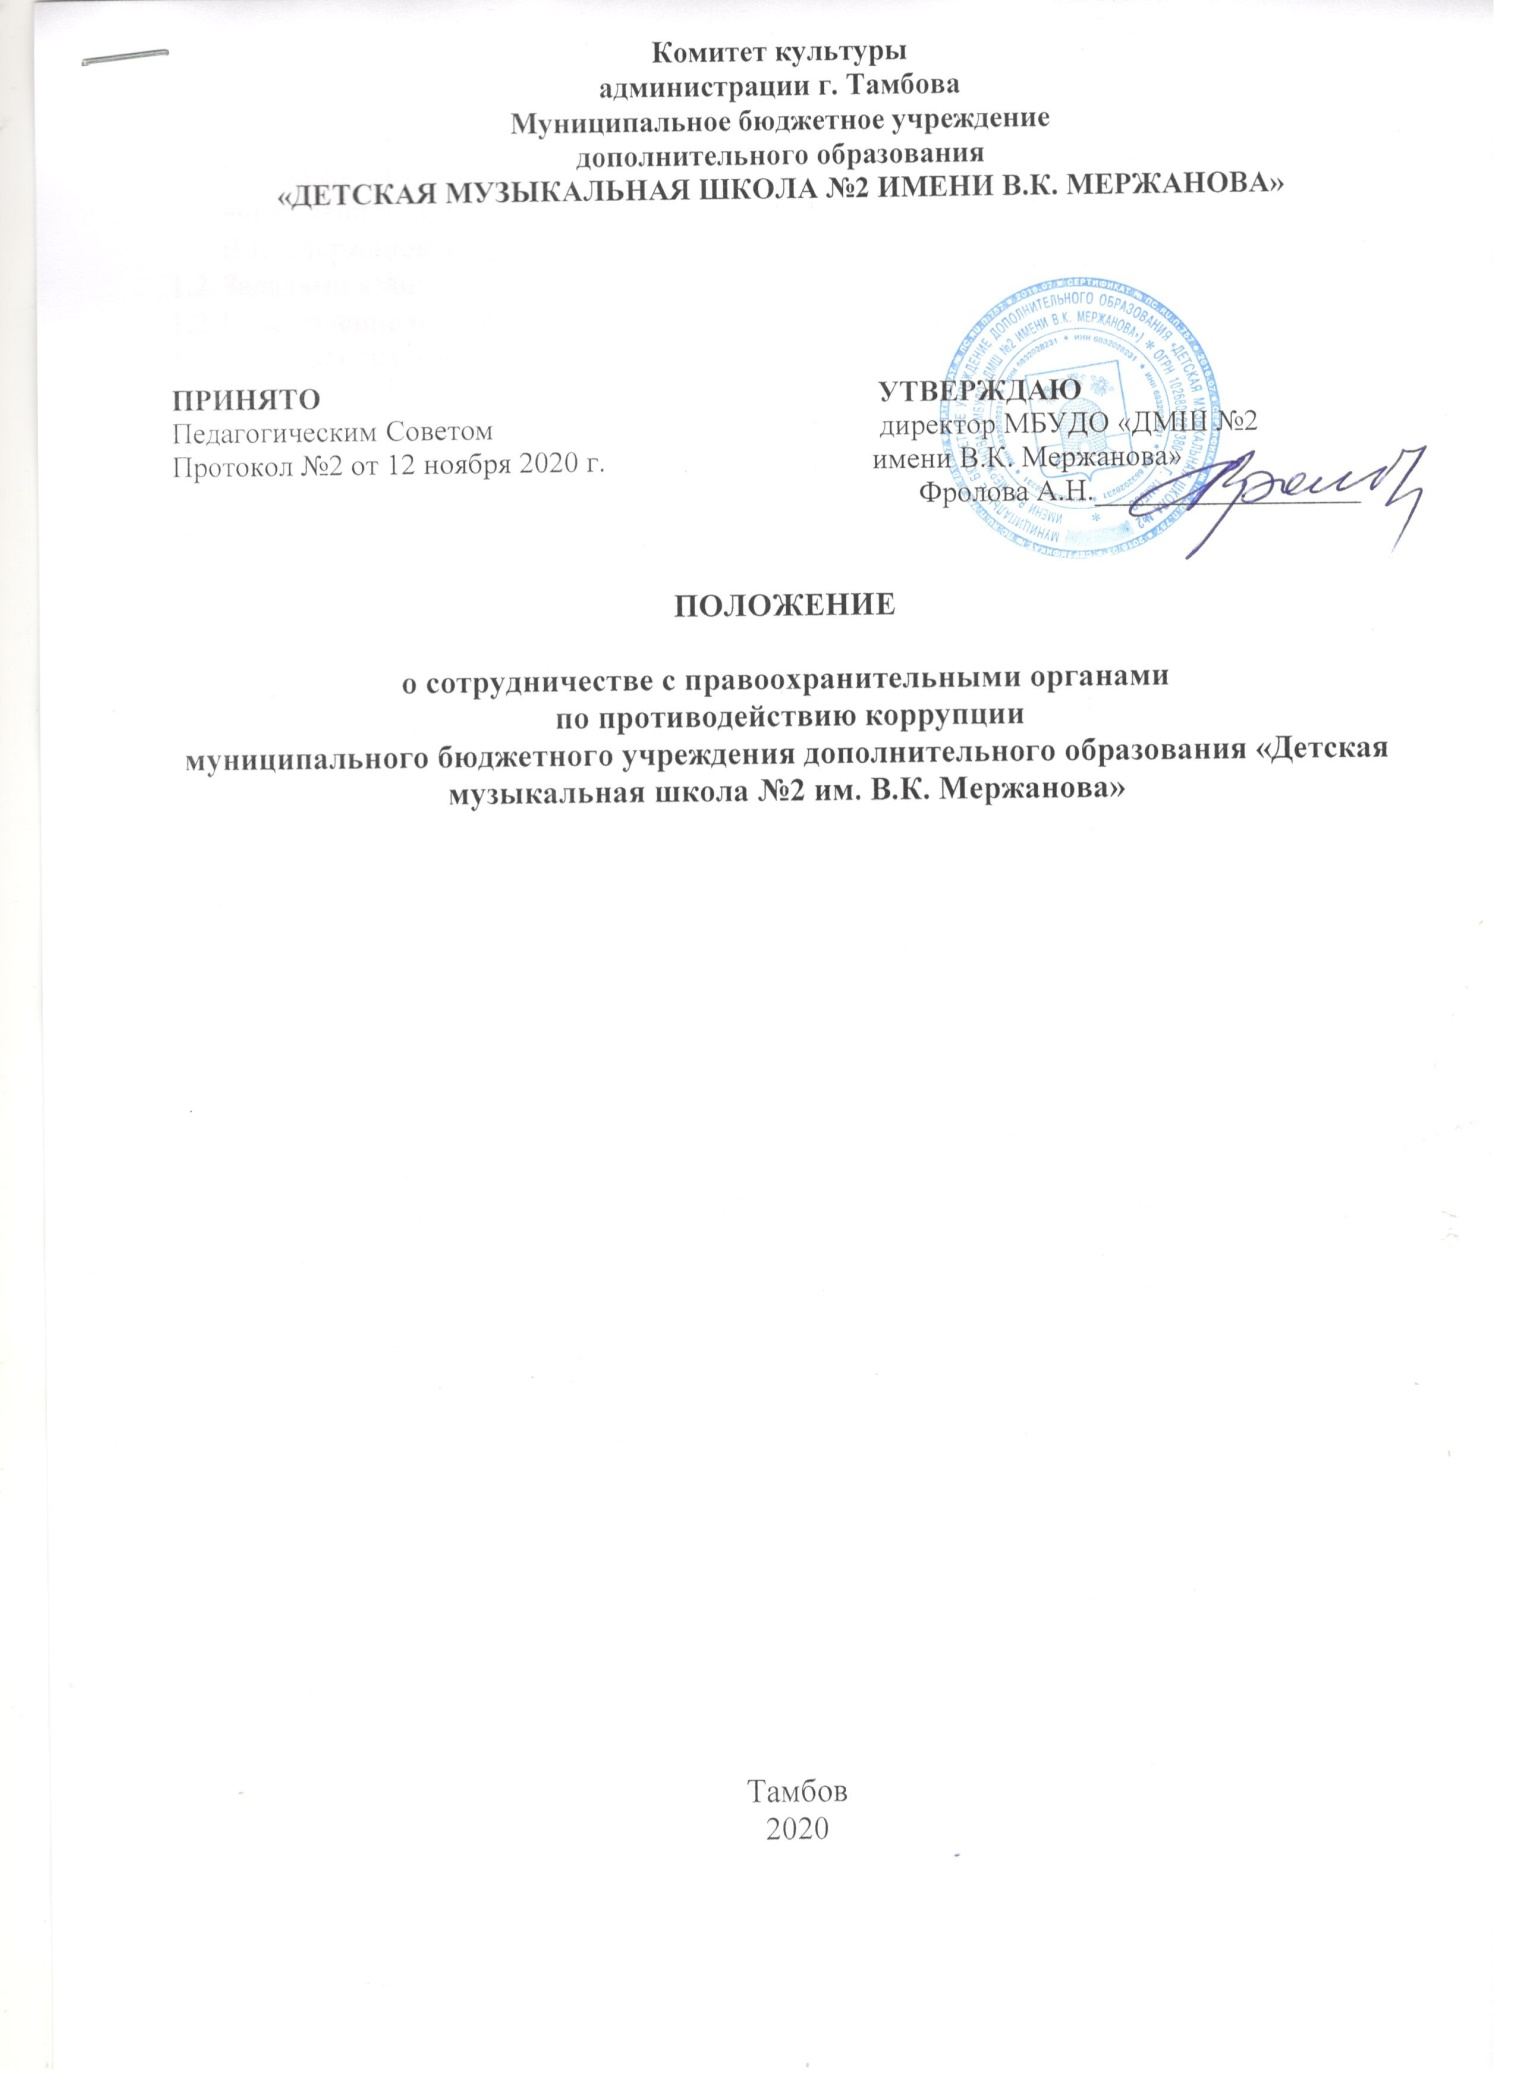 Комитет культуры
администрации г. Тамбова
Муниципальное бюджетное учреждение
дополнительного образования
«ДЕТСКАЯ МУЗЫКАЛЬНАЯ ШКОЛА №2 ИМЕНИ В.К. МЕРЖАНОВА»
ПРИНЯТО
Педагогическим Советом
Протокол №2 от 12 ноября 2020 г.
УТВЕРЖДАЮ
директор МБУДО «ДМШ №2
имени В.К. Мержанова»
Фролова А.Н.
ПОЛОЖЕНИЕ
о сотрудничестве с правоохранительными органами
по противодействию коррупции
муниципального бюджетного учреждения дополнительного образования «Детская
музыкальная школа №2 им. В.К. Мержанова»
Тамбов
2020